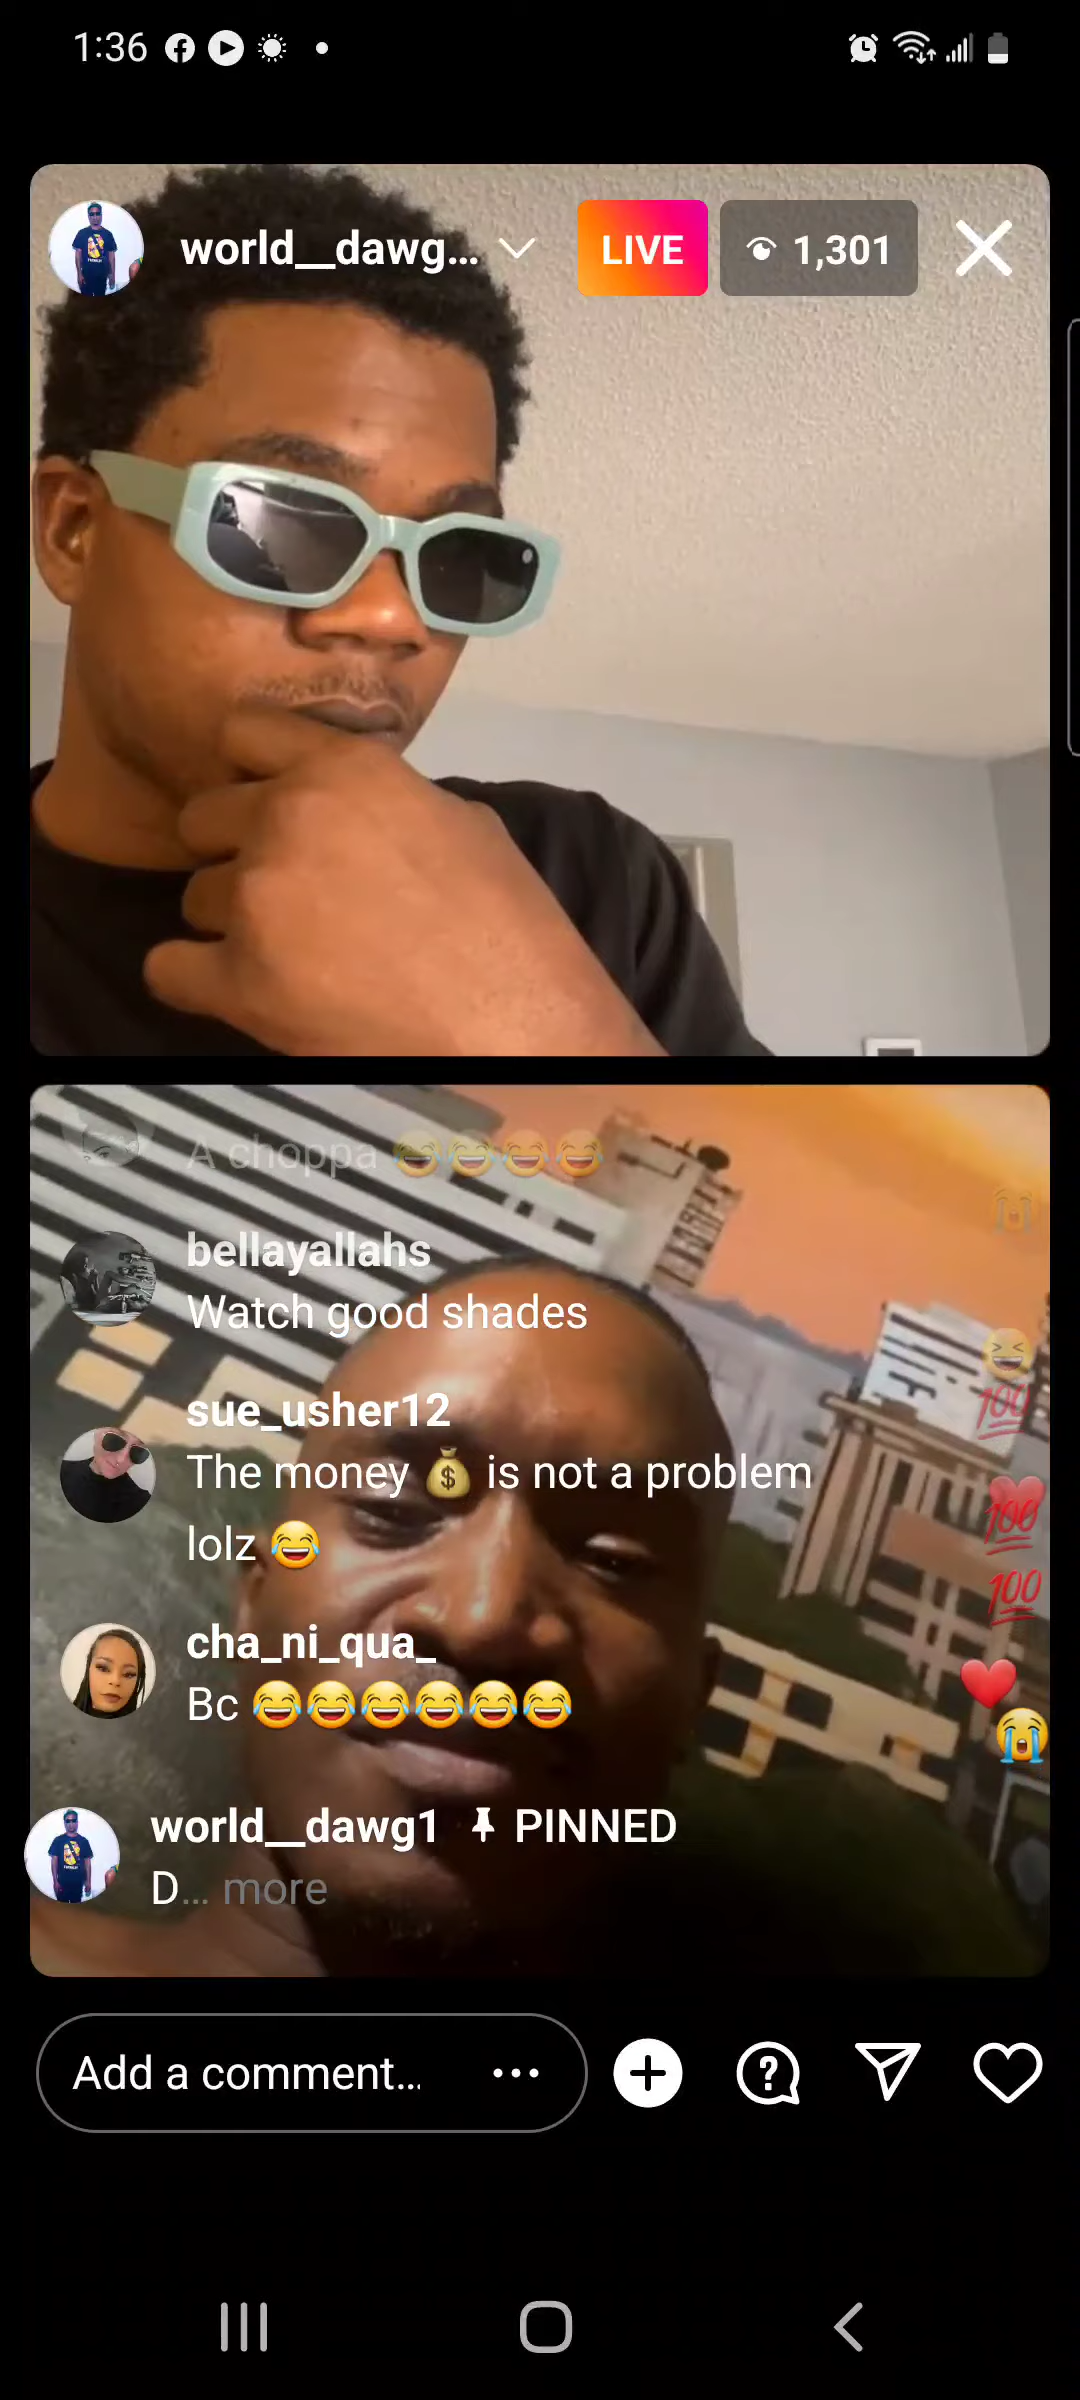 1:36
world__dawg...
LIVE
1,301
A choppa 😂😂😂😂
bellayallahs
Watch good shades
sue_usher12
The money 💰 is not a problem
lolz 😂
cha_ni_qua_
Bc 😂😂😂😂😂😂
world__dawg1 📌 PINNED
D... more
Add a comment...